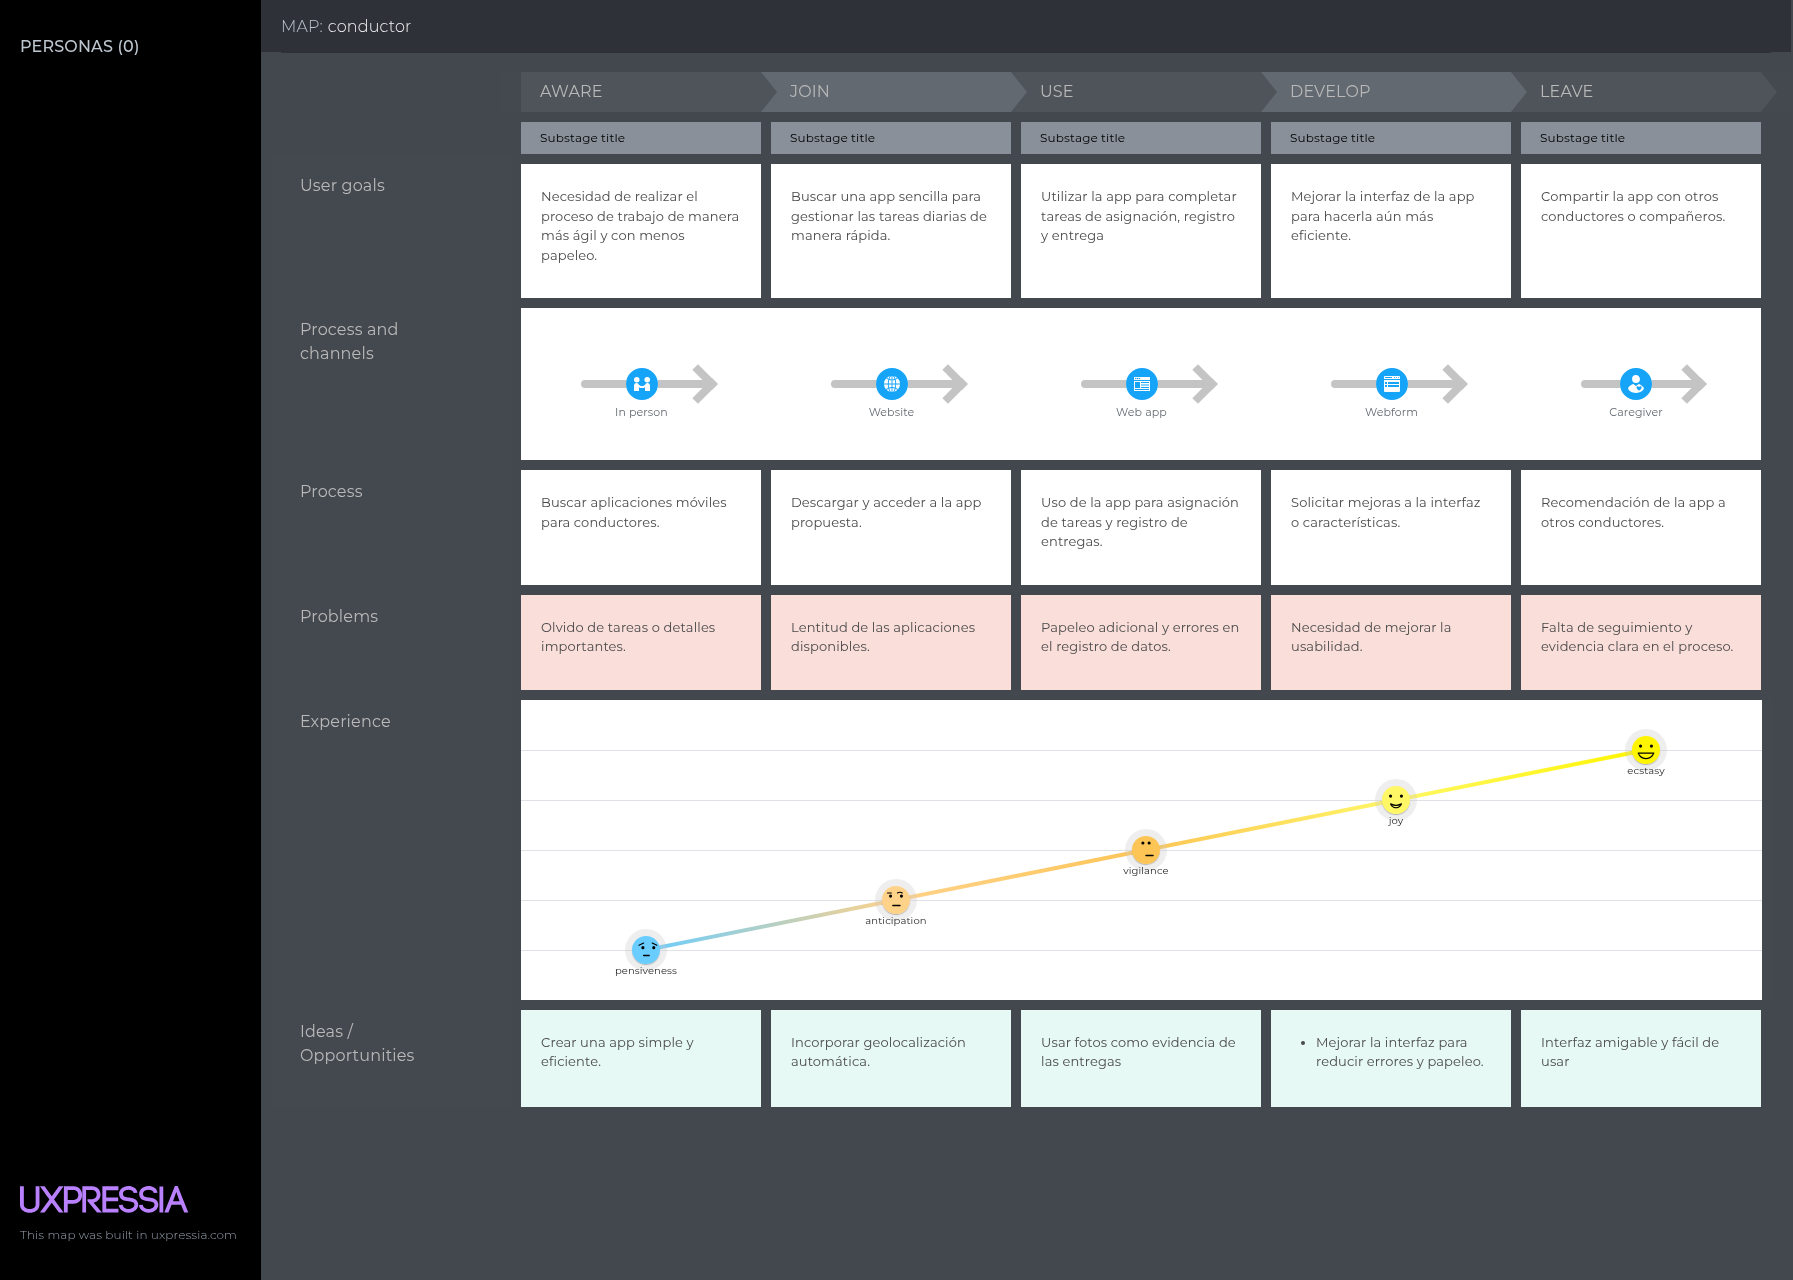 PERSONAS (0)
MAP: conductor
AWARE
JOIN
USE
DEVELOP
LEAVE
Substage title
Substage title
Substage title
Substage title
Substage title
User goals
Necesidad de realizar el
proceso de trabajo de manera
más ágil y con menos
papeleo.
Buscar una app sencilla para
gestionar las tareas diarias de
manera rápida.
Utilizar la app para completar
tareas de asignación, registro
y entrega
Mejorar la interfaz de la app
para hacerla aún más
eficiente.
Compartir la app con otros
conductores o compañeros.
Process and
channels
In person
Website
Web app
Webform
Caregiver
Process
Buscar aplicaciones móviles
para conductores.
Descargar y acceder a la app
propuesta.
Uso de la app para asignación
de tareas y registro de
entregas.
Solicitar mejoras a la interfaz
o características.
Recomendación de la app a
otros conductores.
Problems
Olvido de tareas o detalles
importantes.
Lentitud de las aplicaciones
disponibles.
Papeleo adicional y errores en
el registro de datos.
Necesidad de mejorar la
usabilidad.
Falta de seguimiento y
evidencia clara en el proceso.
Experience
pensiveness
anticipation
vigilance
joy
ecstasy
Ideas /
Opportunities
Crear una app simple y
eficiente.
Incorporar geolocalización
automática.
Usar fotos como evidencia de
las entregas
• Mejorar la interfaz para
reducir errores y papeleo.
Interfaz amigable y fácil de
usar
UXPRESSIA
This map was built in uxpressia.com